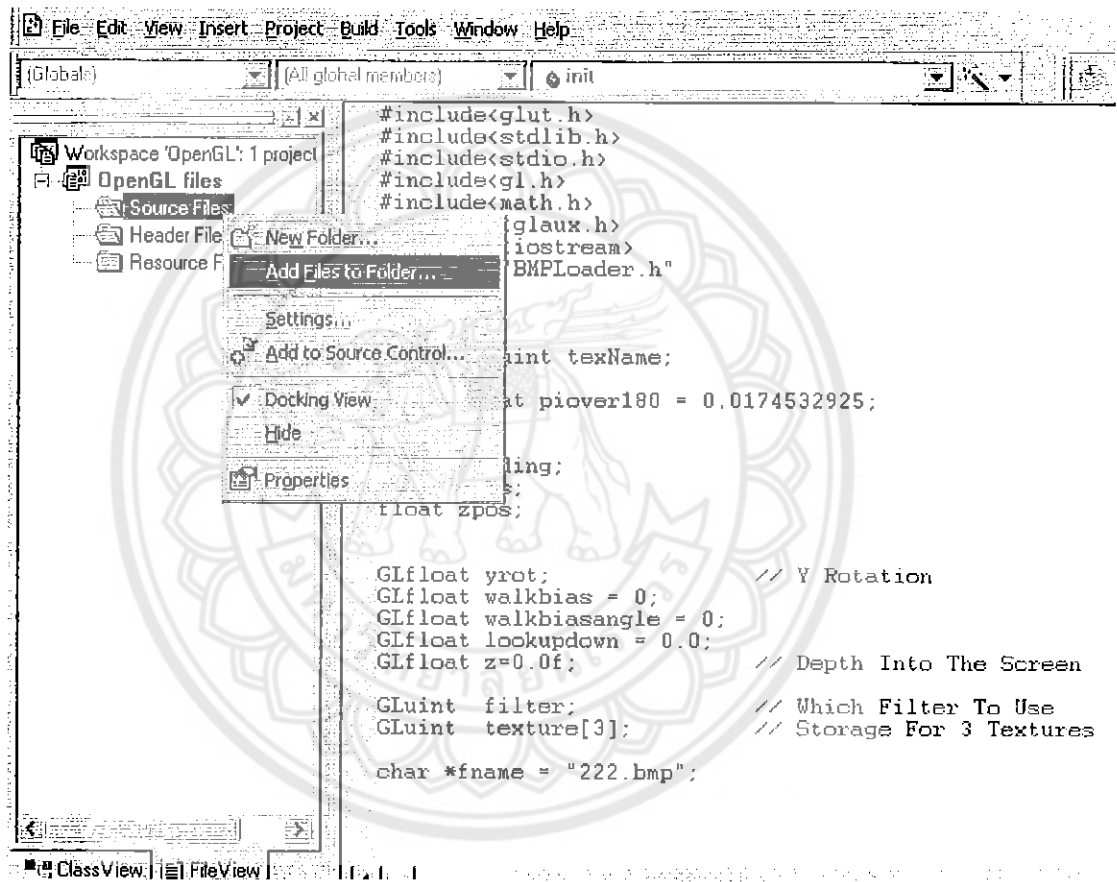 File Edit View Insert Project Build Tools Window Help
(Globals) (All global members) init
Workspace 'OpenGL': 1 project
OpenGL files
Source Files
Header File
Resource F
New Folder...
Add Files to Folder...
Settings...
Add to Source Control...
Docking View
Hide
Properties
#include<glut.h>
#include<stdlib.h>
#include<stdio.h>
#include<gl.h>
#include<math.h>
glaux.h>
iostream>
"BMPLoader.h"
uint texName;
at piover180 = 0.0174532925;
ding;
s;
float zpos;
GLfloat yrot; // Y Rotation
GLfloat walkbias = 0;
GLfloat walkbiasangle = 0;
GLfloat lookupdown = 0.0;
GLfloat z=0.0f; // Depth Into The Screen
GLuint filter; // Which Filter To Use
GLuint texture[3]; // Storage For 3 Textures
char *fname = "222.bmp";
ClassView FileView